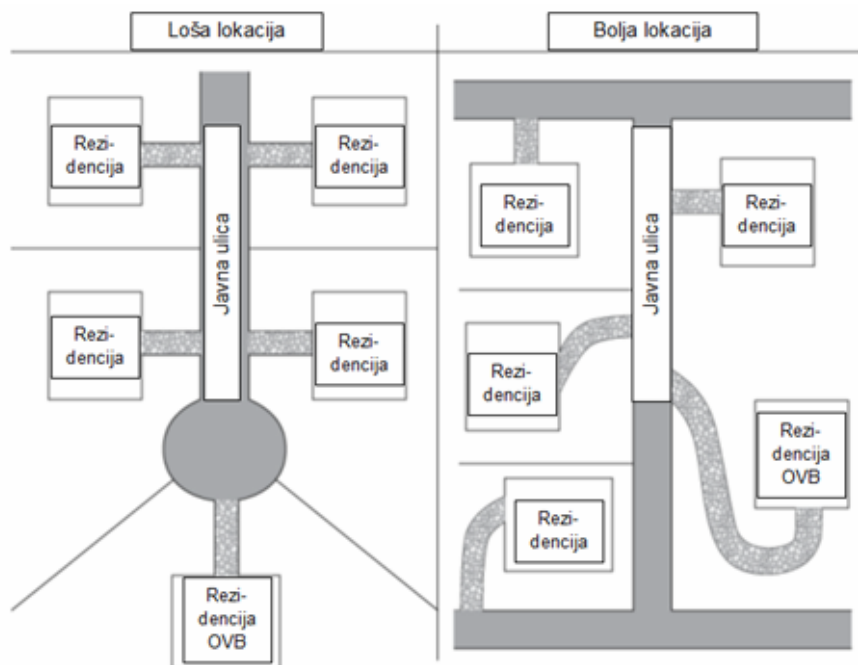 Loša lokacija
Rezi-
dencija
Rezi-
dencija
Javna ulica
Rezi-
dencija
Rezi-
dencija
Rezi-
dencija
OVB
Bolja lokacija
Rezi-
dencija
Rezi-
dencija
Javna ulica
Rezi-
dencija
Rezi-
dencija
OVB
Rezi-
dencija